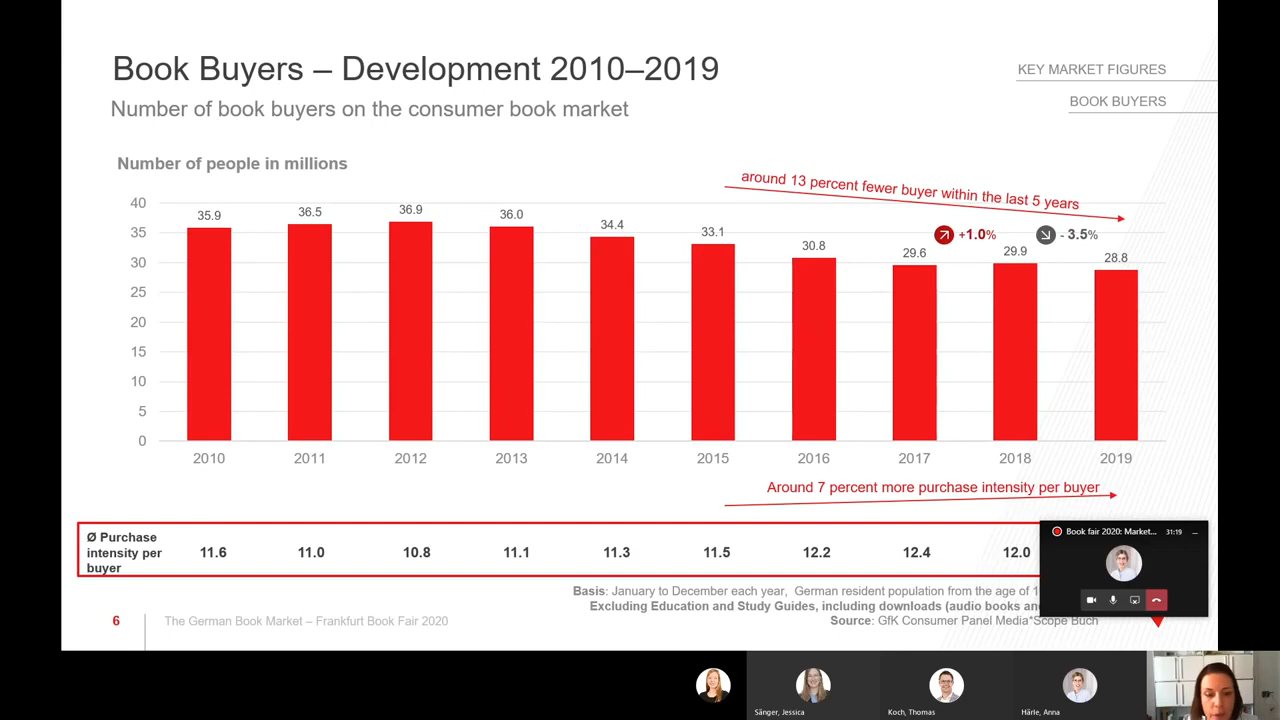 Book Buyers – Development 2010–2019
KEY MARKET FIGURES
Number of book buyers on the consumer book market
BOOK BUYERS
Number of people in millions
around 13 percent fewer buyer within the last 5 years
40
35
30
25
20
15
10
5
0
35.9
36.5
36.9
36.0
34.4
33.1
30.8
29.6
29.9
28.8
+1.0%
- 3.5%
2010 2011 2012 2013 2014 2015 2016 2017 2018 2019
Around 7 percent more purchase intensity per buyer
Ø Purchase
intensity per
buyer
11.6 11.0 10.8 11.1 11.3 11.5 12.2 12.4 12.0
Basis: January to December each year, German resident population from the age of
Excluding Education and Study Guides, including downloads (audio books
Source: GfK Consumer Panel Media*Scope Buch
6
The German Book Market – Frankfurt Book Fair 2020
Book fair 2020: Market... 31:19
Sänger, Jessica
Koch, Thomas
Härle, Anna